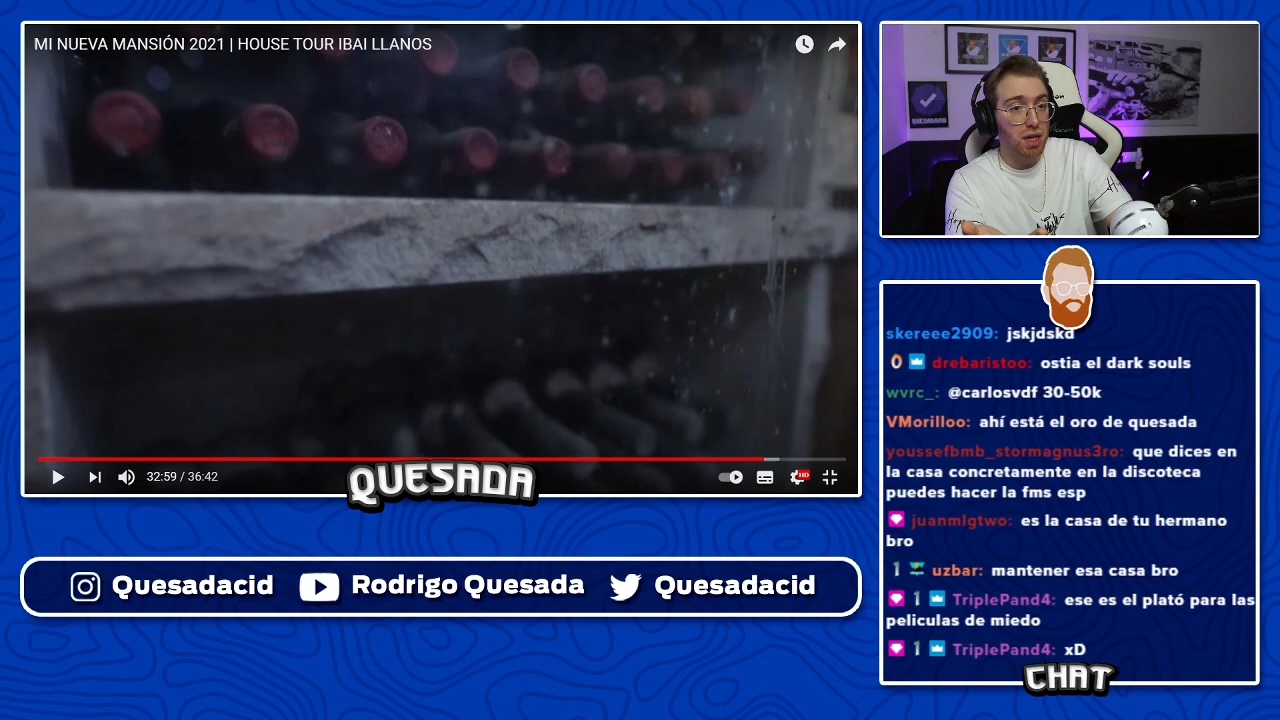 MI NUEVA MANSIÓN 2021 | HOUSE TOUR IBAI LLANOS
32:59 / 36:42
HD
QUESADA
Quesadacid
Rodrigo Quesada
Quesadacid
skereee2909: jskjdskd
drebaristoo: ostia el dark souls
wvrc_: @carlosvdf 30-50k
VMorilloo: ahí está el oro de quesada
youssefbmb_stormagnus3ro: que dices en
la casa concretamente en la discoteca
puedes hacer la fms esp
juanmlgtwo: es la casa de tu hermano
bro
1 uzbar: mantener esa casa bro
1 TriplePand4: ese es el plató para las
peliculas de miedo
1 TriplePand4: xD
CHAT